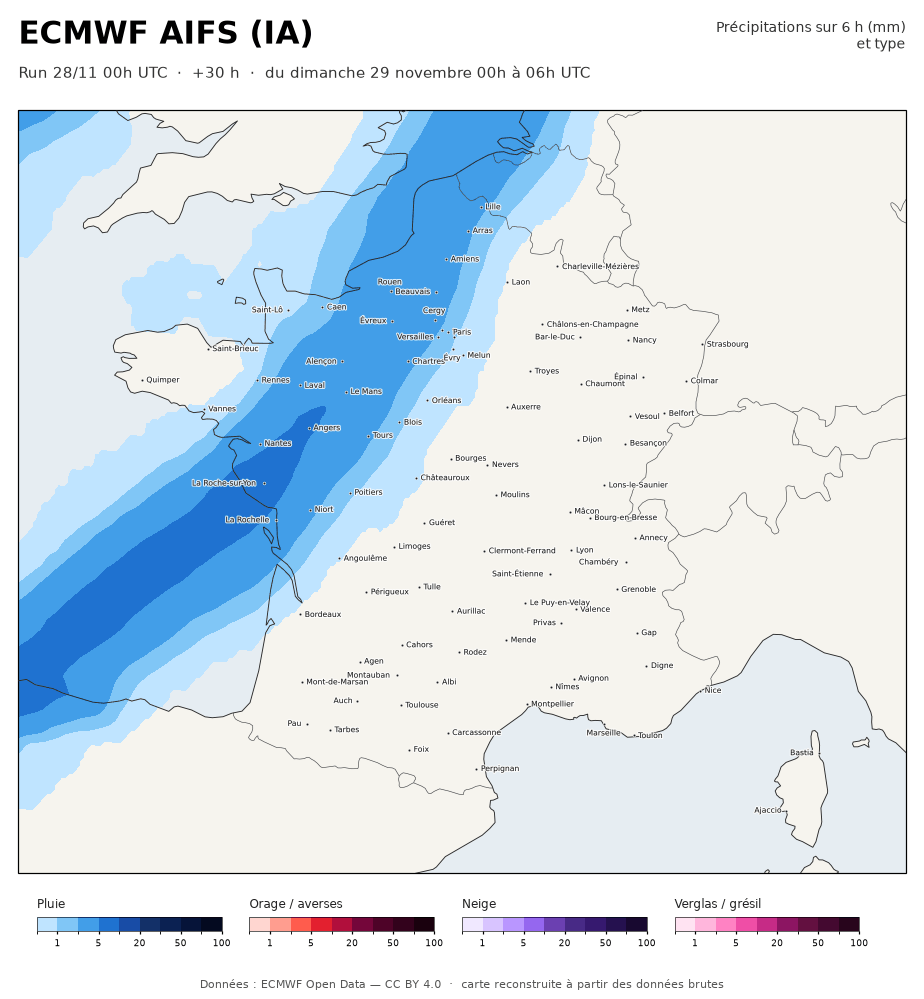 ECMWF AIFS (IA)
Précipitations sur 6 h (mm)
et type
Run 28/11 00h UTC · +30 h · du dimanche 29 novembre 00h à 06h UTC
Lille
Arras
Amiens
Charleville-Mézières
Rouen
Laon
Beauvais
Saint-Lô
Caen
Cergy
Metz
Évreux
Châlons-en-Champagne
Paris
Versailles
Bar-le-Duc
Nancy
Strasbourg
Saint-Brieuc
Alençon
Chartres
Évry
Melun
Troyes
Épinal
Quimper
Rennes
Laval
Chaumont
Colmar
Le Mans
Orléans
Vannes
Auxerre
Vesoul
Belfort
Angers
Blois
Tours
Dijon
Nantes
Besançon
Bourges
Nevers
Châteauroux
La Roche-sur-Yon
Lons-le-Saunier
Poitiers
Moulins
Niort
Mâcon
La Rochelle
Guéret
Bourg-en-Bresse
Annecy
Limoges
Clermont-Ferrand
Lyon
Angoulême
Chambéry
Saint-Étienne
Périgueux
Tulle
Grenoble
Le Puy-en-Velay
Bordeaux
Aurillac
Valence
Privas
Gap
Mende
Cahors
Rodez
Agen
Digne
Montauban
Mont-de-Marsan
Albi
Avignon
Nîmes
Nice
Auch
Toulouse
Montpellier
Pau
Tarbes
Carcassonne
Marseille
Toulon
Foix
Bastia
Perpignan
Ajaccio
Pluie
Orage / averses
Neige
Verglas / grésil
1 5 20 50 100
1 5 20 50 100
1 5 20 50 100
1 5 20 50 100
Données : ECMWF Open Data — CC BY 4.0 · carte reconstruite à partir des données brutes